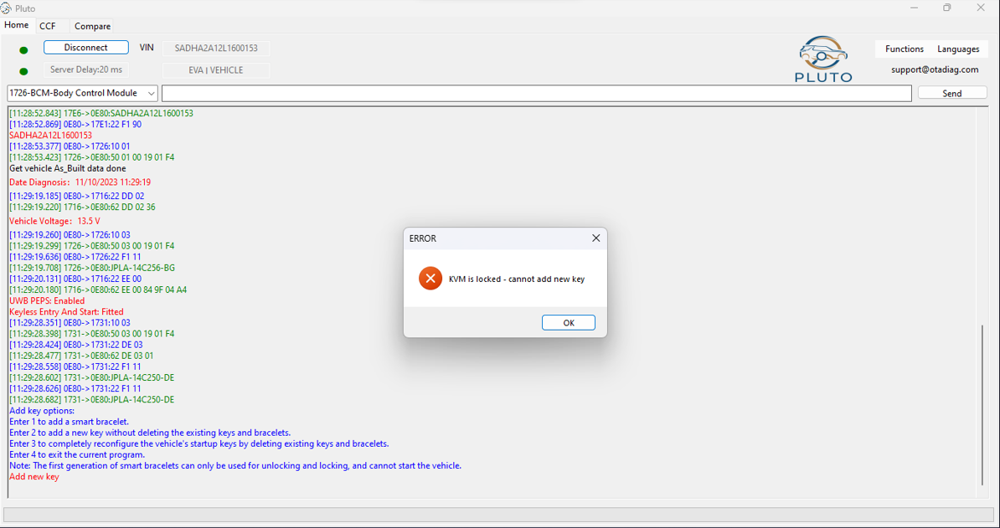 Pluto
Home CCF Compare
Disconnect VIN SADHA2A12L1600153
Server Delay:20 ms EVA | VEHICLE
PLUTO
Functions Languages
support@otadiag.com
1726-BCM-Body Control Module Send
[11:28:52.843] 17E6->0E80:SADHA2A12L1600153
[11:28:52.869] 0E80->17E1:22 F1 90
SADHA2A12L1600153
[11:28:53.377] 0E80->1726:10 01
[11:28:53.423] 1726->0E80:50 01 00 19 01 F4
Get vehicle As_Built data done
Date Diagnosis: 11/10/2023 11:29:19
[11:29:19.185] 0E80->1716:22 DD 02
[11:29:19.220] 1716->0E80:62 DD 02 36
Vehicle Voltage: 13.5 V
[11:29:19.260] 0E80->1726:10 03
[11:29:19.299] 1726->0E80:50 03 00 19 01 F4
[11:29:19.636] 0E80->1726:22 F1 11
[11:29:19.708] 1726->0E80:JPLA-14C256-BG
[11:29:20.131] 0E80->1716:22 EE 00
[11:29:20.180] 1716->0E80:62 EE 00 84 9F 04 A4
UWB PEPS: Enabled
Keyless Entry And Start: Fitted
[11:29:28.351] 0E80->1731:10 03
[11:29:28.398] 1731->0E80:50 03 00 19 01 F4
[11:29:28.424] 0E80->1731:22 DE 03
[11:29:28.477] 1731->0E80:62 DE 03 01
[11:29:28.558] 0E80->1731:22 F1 11
[11:29:28.602] 1731->0E80:JPLA-14C250-DE
[11:29:28.626] 0E80->1731:22 F1 11
[11:29:28.682] 1731->0E80:JPLA-14C250-DE
Add key options:
Enter 1 to add a smart bracelet.
Enter 2 to add a new key without deleting the existing keys and bracelets.
Enter 3 to completely reconfigure the vehicle's startup keys by deleting existing keys and bracelets.
Enter 4 to exit the current program.
Note: The first generation of smart bracelets can only be used for unlocking and locking, and cannot start the vehicle.
Add new key
ERROR
KVM is locked - cannot add new key
OK